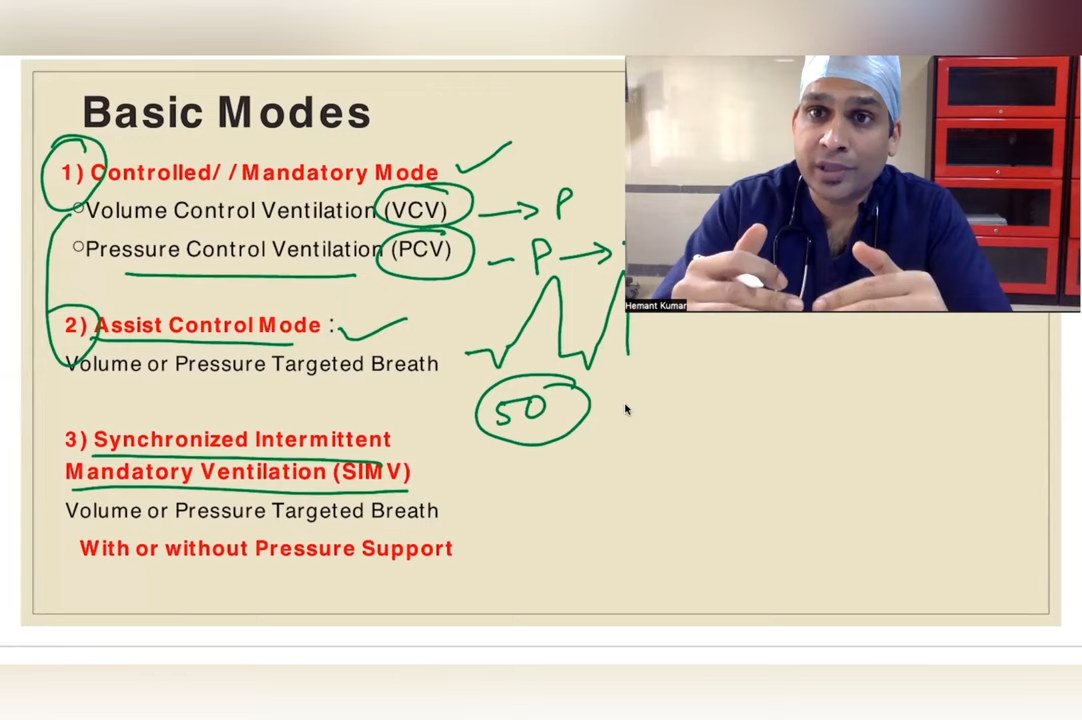 Basic Modes
1) Controlled/ /Mandatory Mode
Volume Control Ventilation (VCV) → P
Pressure Control Ventilation (PCV) – P →
2) Assist Control Mode :
Volume or Pressure Targeted Breath
50
3) Synchronized Intermittent
Mandatory Ventilation (SIMV)
Volume or Pressure Targeted Breath
With or without Pressure Support
Hemant Kumar